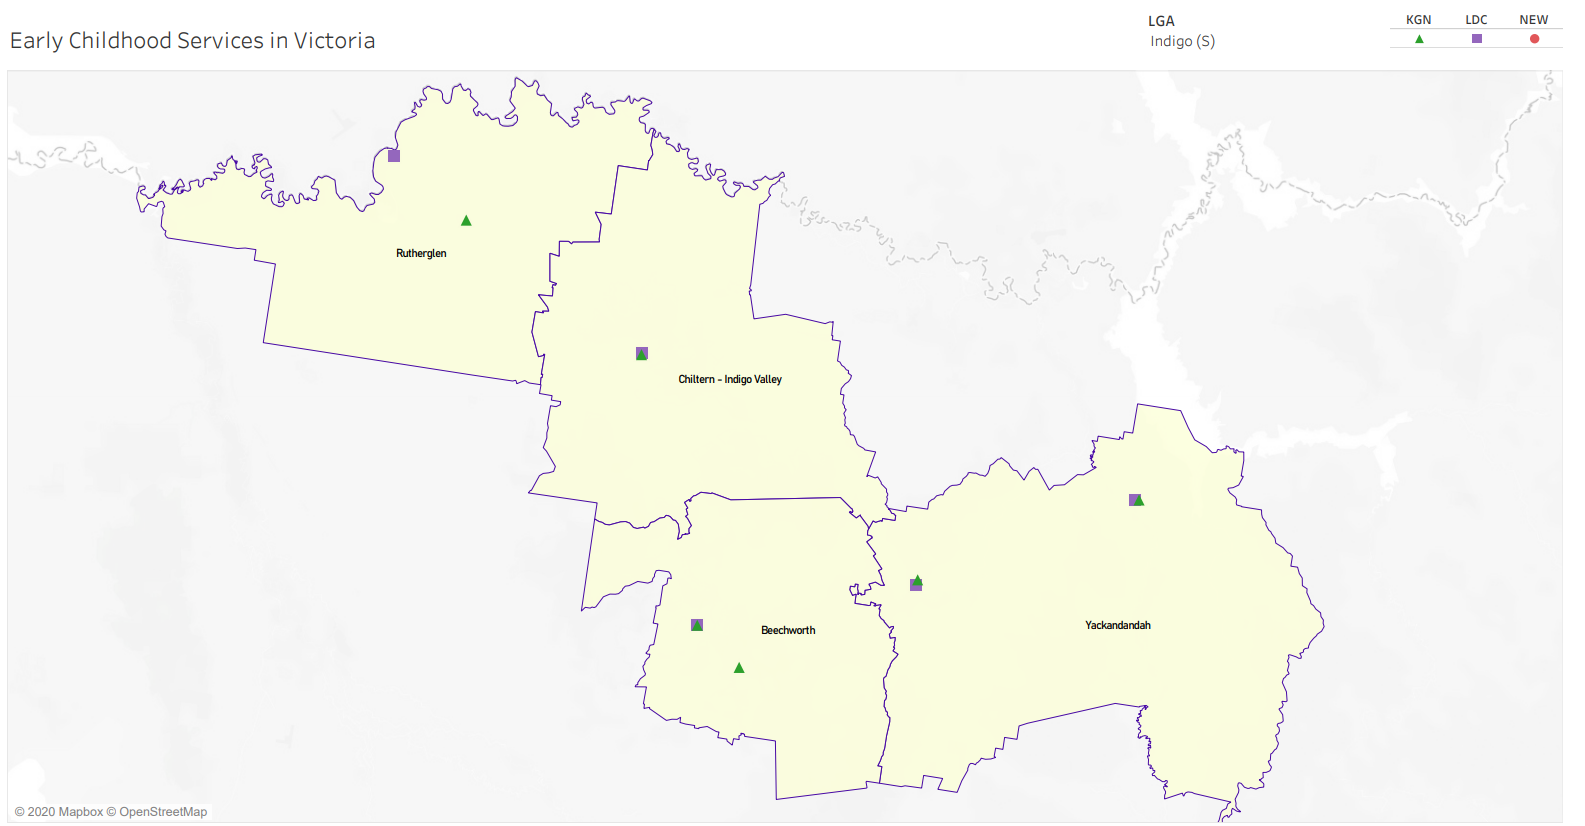 Early Childhood Services in Victoria
LGA
Indigo (S)
KGN LDC NEW
Rutherglen
Chiltern - Indigo Valley
Beechworth
Yackandandah
© 2020 Mapbox © OpenStreetMap